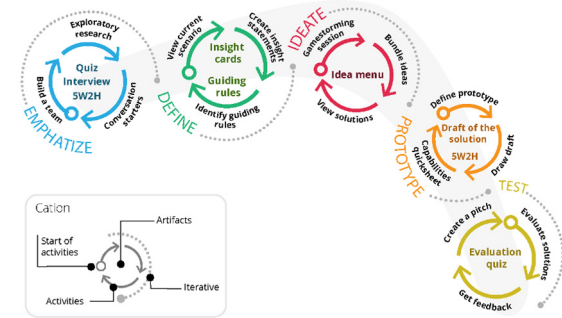 Exploratory
research
Quiz
Interview
5W2H
Build a team
Conversation
starters
EMPHATIZE
View current
scenario
Create insight
statements
Insight
cards
Guiding
rules
Identify guiding
rules
DEFINE
IDEATE
Gamestorming
session
Bundle ideas
Idea menu
View solutions
PROTOTYPE
Define prototype
Draft of the
solution
5W2H
Capabilities
quicksheet
Draw draft
TEST
Create a pitch
Evaluate solutions
Evaluation
quiz
Get feedback
Cation
Artifacts
Start of
activities
Iterative
Activities